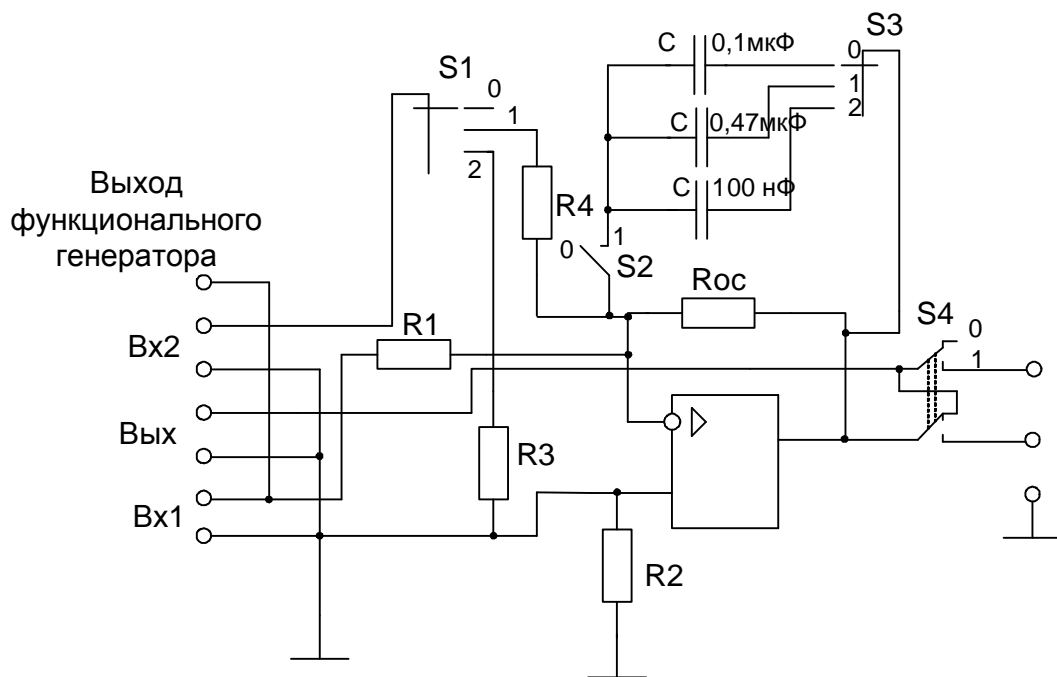 S3
C 0,1мкФ
0
S1
0
1
1
2
C 0,47мкФ
2
Выход
функционального
генератора
R4
C 100 нФ
1
0
S2
Rос
R1
S4
0
Вх2
1
Вых
R3
Вх1
R2